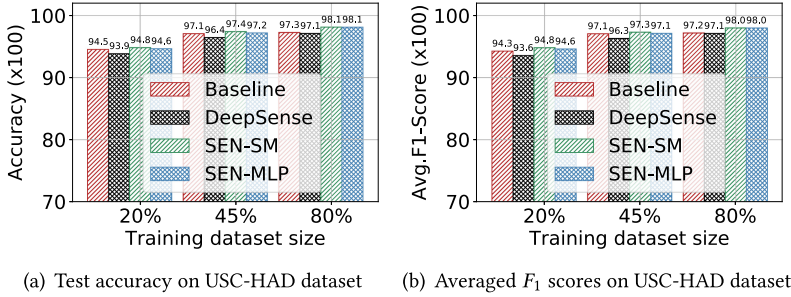 100
90
80
70
Accuracy (x100)
94.5 93.9 94.8 94.6
97.1 96.4 97.4 97.2
97.3 97.1 98.1 98.1
Baseline
DeepSense
SEN-SM
SEN-MLP
20% 45% 80%
Training dataset size
(a) Test accuracy on USC-HAD dataset
100
90
80
70
Avg.F1-Score (x100)
94.3 93.6 94.8 94.6
97.1 96.3 97.3 97.1
97.2 97.1 98.0 98.0
Baseline
DeepSense
SEN-SM
SEN-MLP
20% 45% 80%
Training dataset size
(b) Averaged F₁ scores on USC-HAD dataset